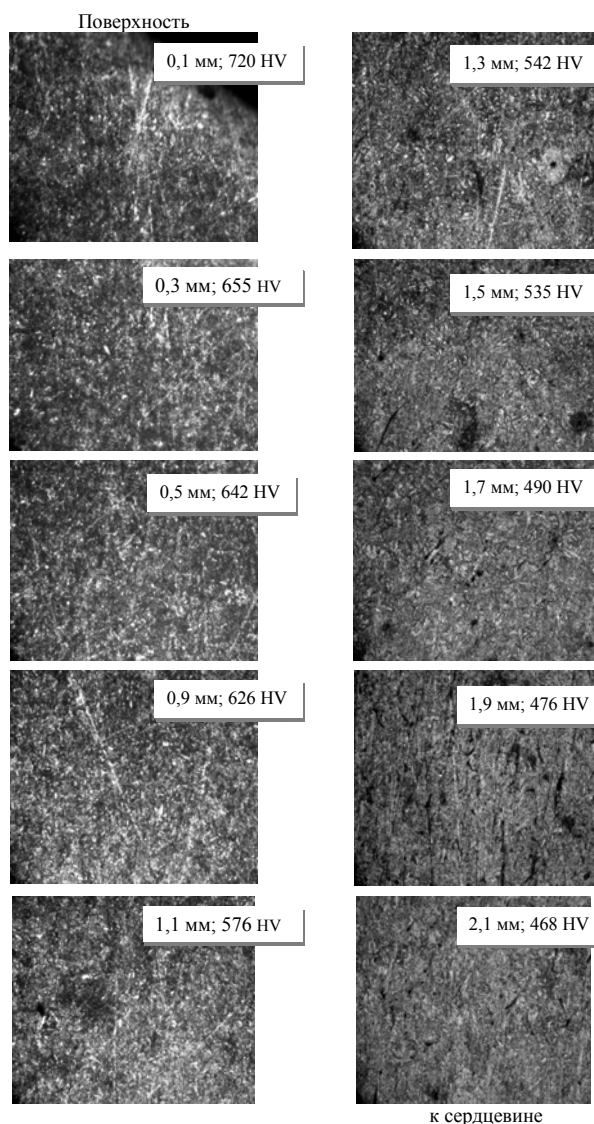 Поверхность
0,1 мм; 720 HV
0,3 мм; 655 HV
0,5 мм; 642 HV
0,9 мм; 626 HV
1,1 мм; 576 HV
1,3 мм; 542 HV
1,5 мм; 535 HV
1,7 мм; 490 HV
1,9 мм; 476 HV
2,1 мм; 468 HV
к сердцевине